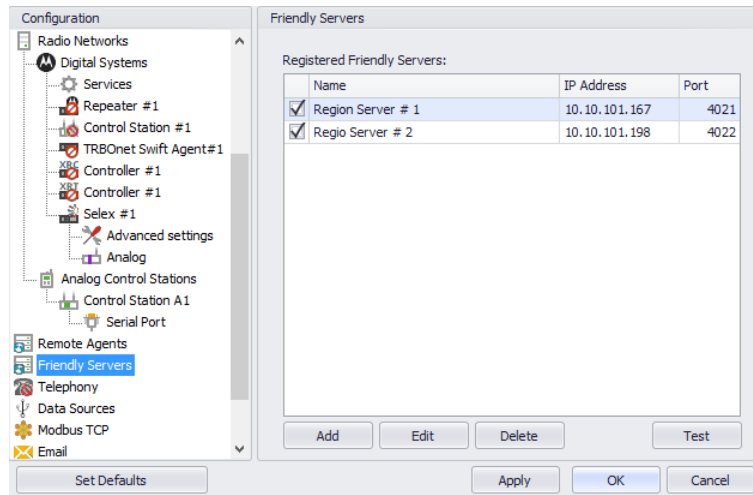 Configuration
Radio Networks
Digital Systems
Services
Repeater #1
Control Station #1
TRBOnet Swift Agent#1
XRC
Controller #1
XRT
Controller #1
Selex #1
Advanced settings
Analog
Analog Control Stations
Control Station A1
Serial Port
Remote Agents
Friendly Servers
Telephony
Data Sources
Modbus TCP
Email
Friendly Servers
Registered Friendly Servers:
Name IP Address Port
Region Server # 1 10.10.101.167 4021
Regio Server # 2 10.10.101.198 4022
Add Edit Delete Test
Set Defaults Apply OK Cancel